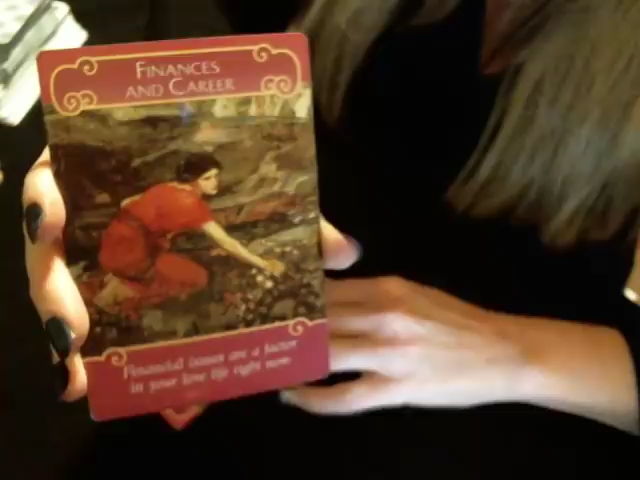 FINANCES
AND CAREER
Financial issues are a factor
in your love life right now